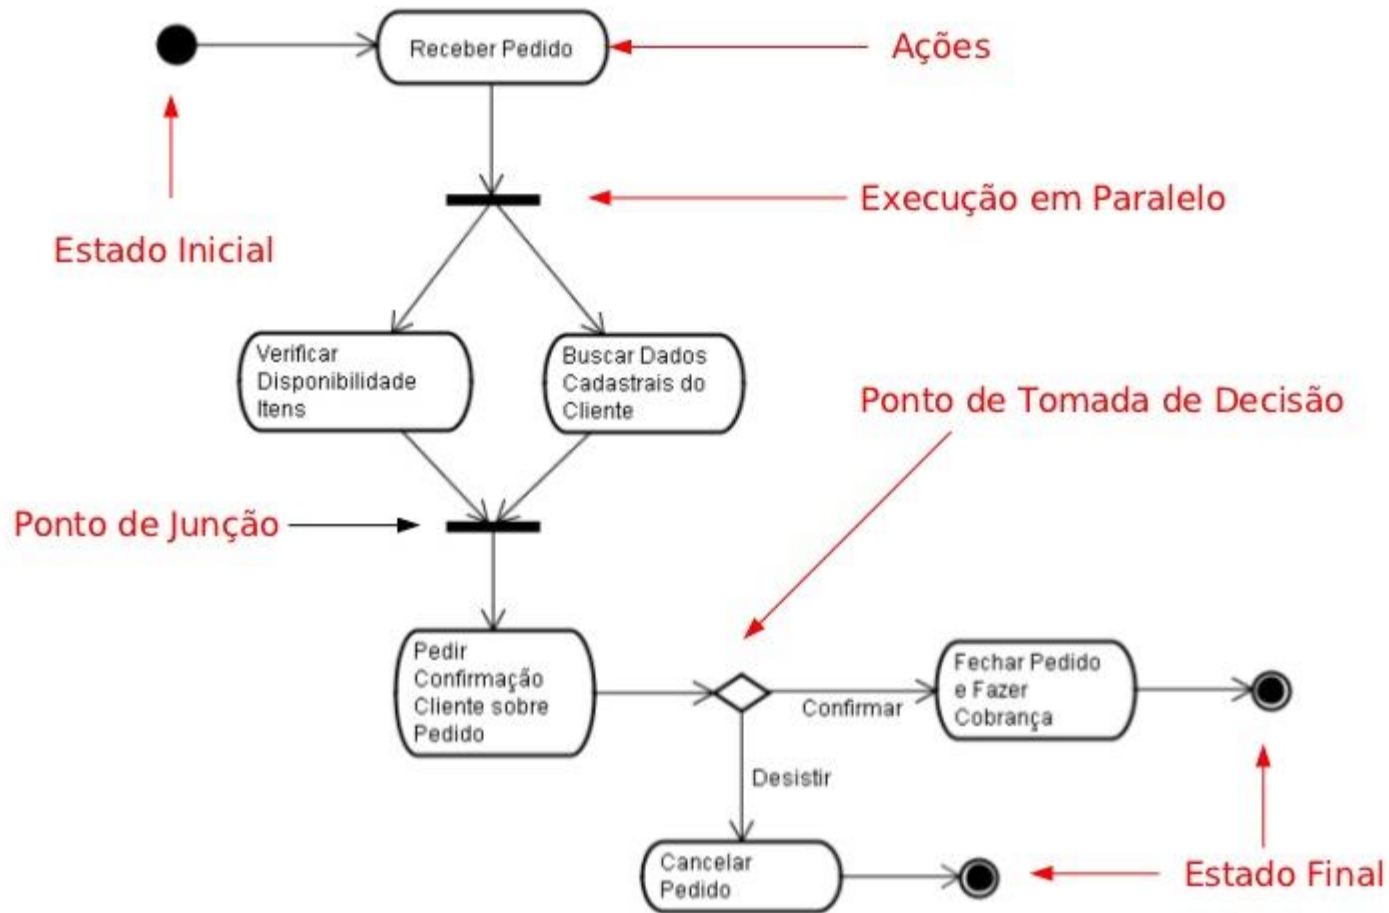 Receber Pedido
Ações
Execução em Paralelo
Estado Inicial
Verificar
Disponibilidade
Itens
Buscar Dados
Cadastrais do
Cliente
Ponto de Tomada de Decisão
Ponto de Junção
Pedir
Confirmação
Cliente sobre
Pedido
Confirmar
Fechar Pedido
e Fazer
Cobrança
Desistir
Cancelar
Pedido
Estado Final